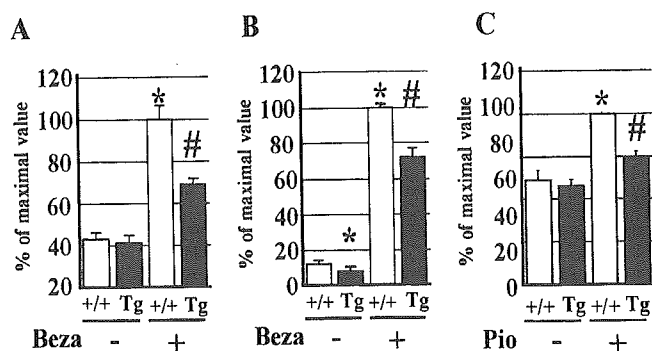 A B C
% of maximal value
120
100
80
60
40
20
* #
+/+ Tg +/+ Tg
Beza - +
% of maximal value
120
100
80
60
40
20
0
* * #
+/+ Tg +/+ Tg
Beza - +
% of maximal value
120
100
80
60
40
20
0
* #
+/+ Tg +/+ Tg
Pio - +